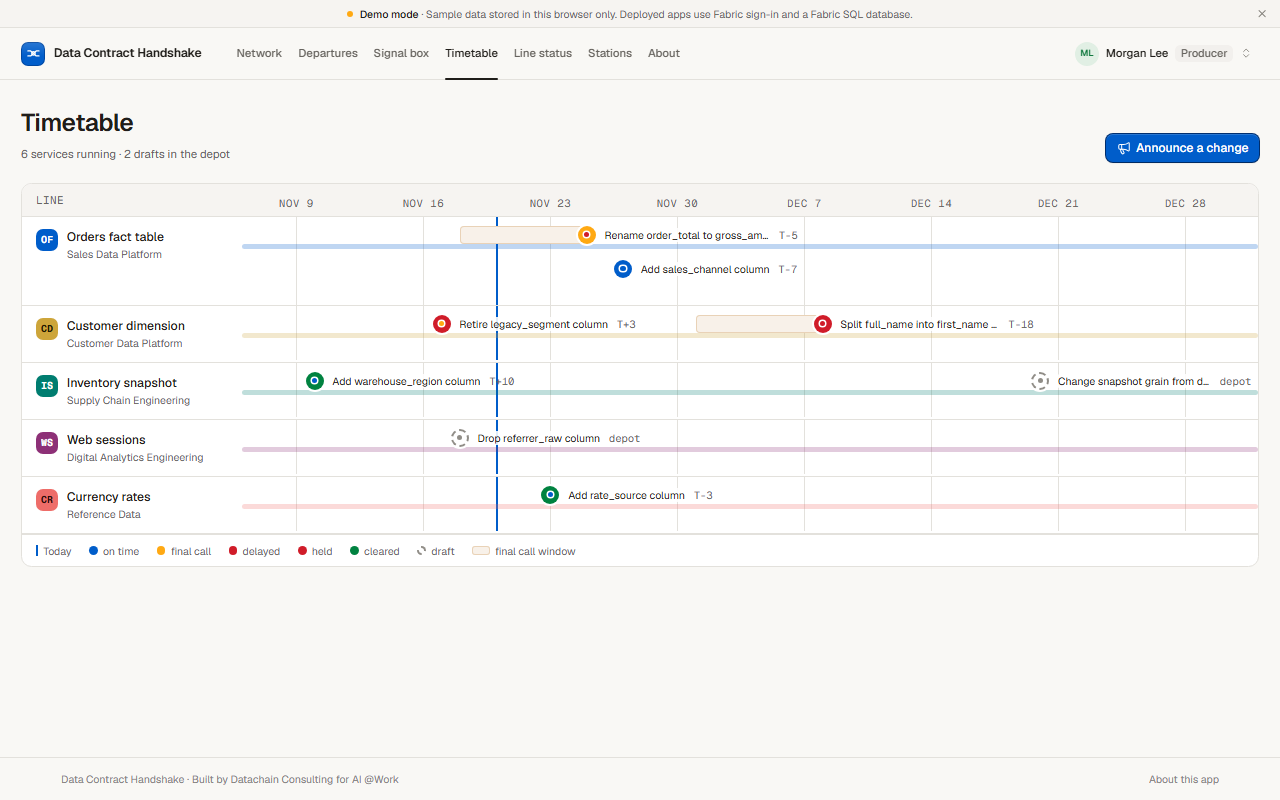 Demo mode · Sample data stored in this browser only. Deployed apps use Fabric sign-in and a Fabric SQL database.
Data Contract Handshake
Network
Departures
Signal box
Timetable
Line status
Stations
About
ML
Morgan Lee
Producer
Timetable
6 services running · 2 drafts in the depot
Announce a change
LINE
NOV 9
NOV 16
NOV 23
NOV 30
DEC 7
DEC 14
DEC 21
DEC 28
OF
Orders fact table
Sales Data Platform
Rename order_total to gross_am… T-5
Add sales_channel column T-7
CD
Customer dimension
Customer Data Platform
Retire legacy_segment column T+3
Split full_name into first_name … T-18
IS
Inventory snapshot
Supply Chain Engineering
Add warehouse_region column T+10
Change snapshot grain from d… depot
WS
Web sessions
Digital Analytics Engineering
Drop referrer_raw column depot
CR
Currency rates
Reference Data
Add rate_source column T-3
Today
on time
final call
delayed
held
cleared
draft
final call window
Data Contract Handshake · Built by Datachain Consulting for AI @Work
About this app